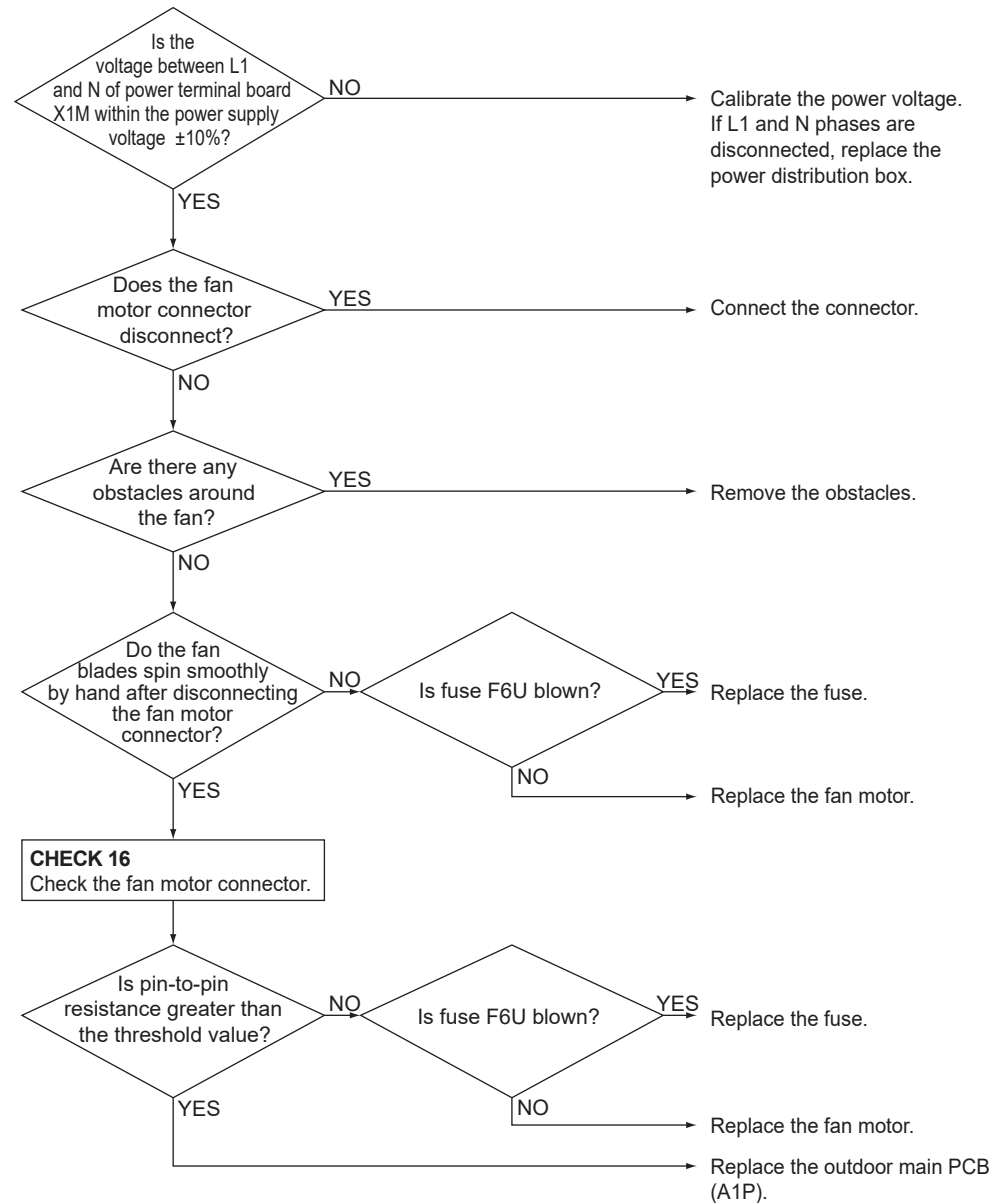 Is the
voltage between L1
and N of power terminal board
X1M within the power supply
voltage ±10%?
NO
Calibrate the power voltage.
If L1 and N phases are
disconnected, replace the
power distribution box.
YES
Does the fan
motor connector
disconnect?
YES
Connect the connector.
NO
Are there any
obstacles around
the fan?
YES
Remove the obstacles.
NO
Do the fan
blades spin smoothly
by hand after disconnecting
the fan motor
connector?
NO
Is fuse F6U blown?
YES
Replace the fuse.
NO
Replace the fan motor.
YES
CHECK 16
Check the fan motor connector.
Is pin-to-pin
resistance greater than
the threshold value?
NO
Is fuse F6U blown?
YES
Replace the fuse.
NO
Replace the fan motor.
YES
Replace the outdoor main PCB
(A1P).